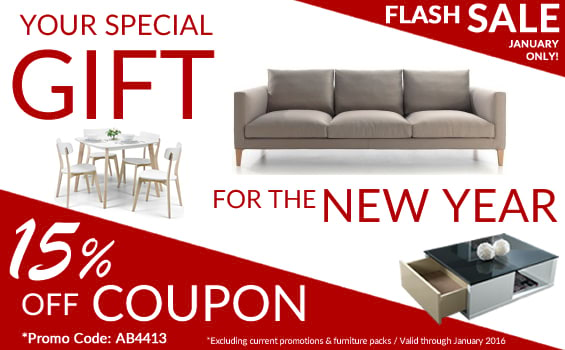 YOUR SPECIAL
GIFT
FLASH SALE
JANUARY
ONLY!
FOR THE NEW YEAR
15%
OFF COUPON
*Promo Code: AB4413
*Excluding current promotions & furniture packs / Valid through January 2016